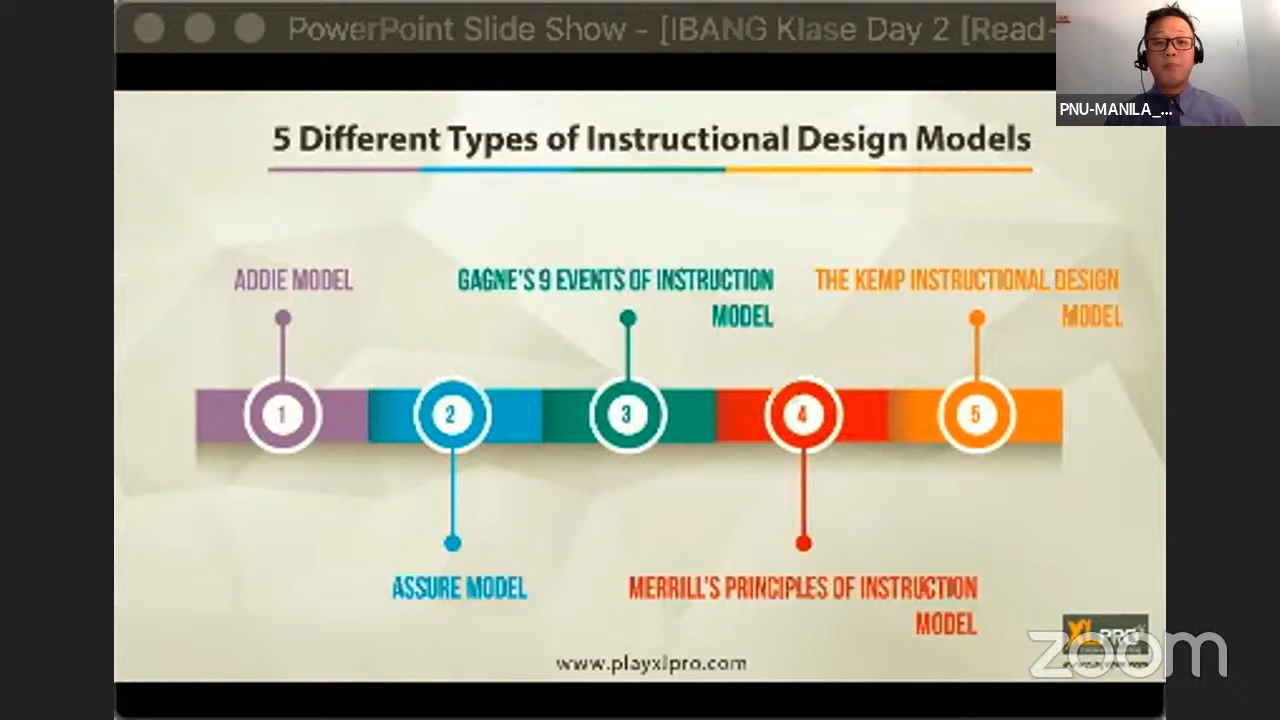 PowerPoint Slide Show - [IBANG Klase Day 2 [Read-
PNU-MANILA_...
5 Different Types of Instructional Design Models
ADDIE MODEL
GAGNE'S 9 EVENTS OF INSTRUCTION
MODEL
THE KEMP INSTRUCTIONAL DESIGN
MODEL
1
2
3
4
5
ASSURE MODEL
MERRILL'S PRINCIPLES OF INSTRUCTION
MODEL
XL PRO
zoom
www.playxlpro.com